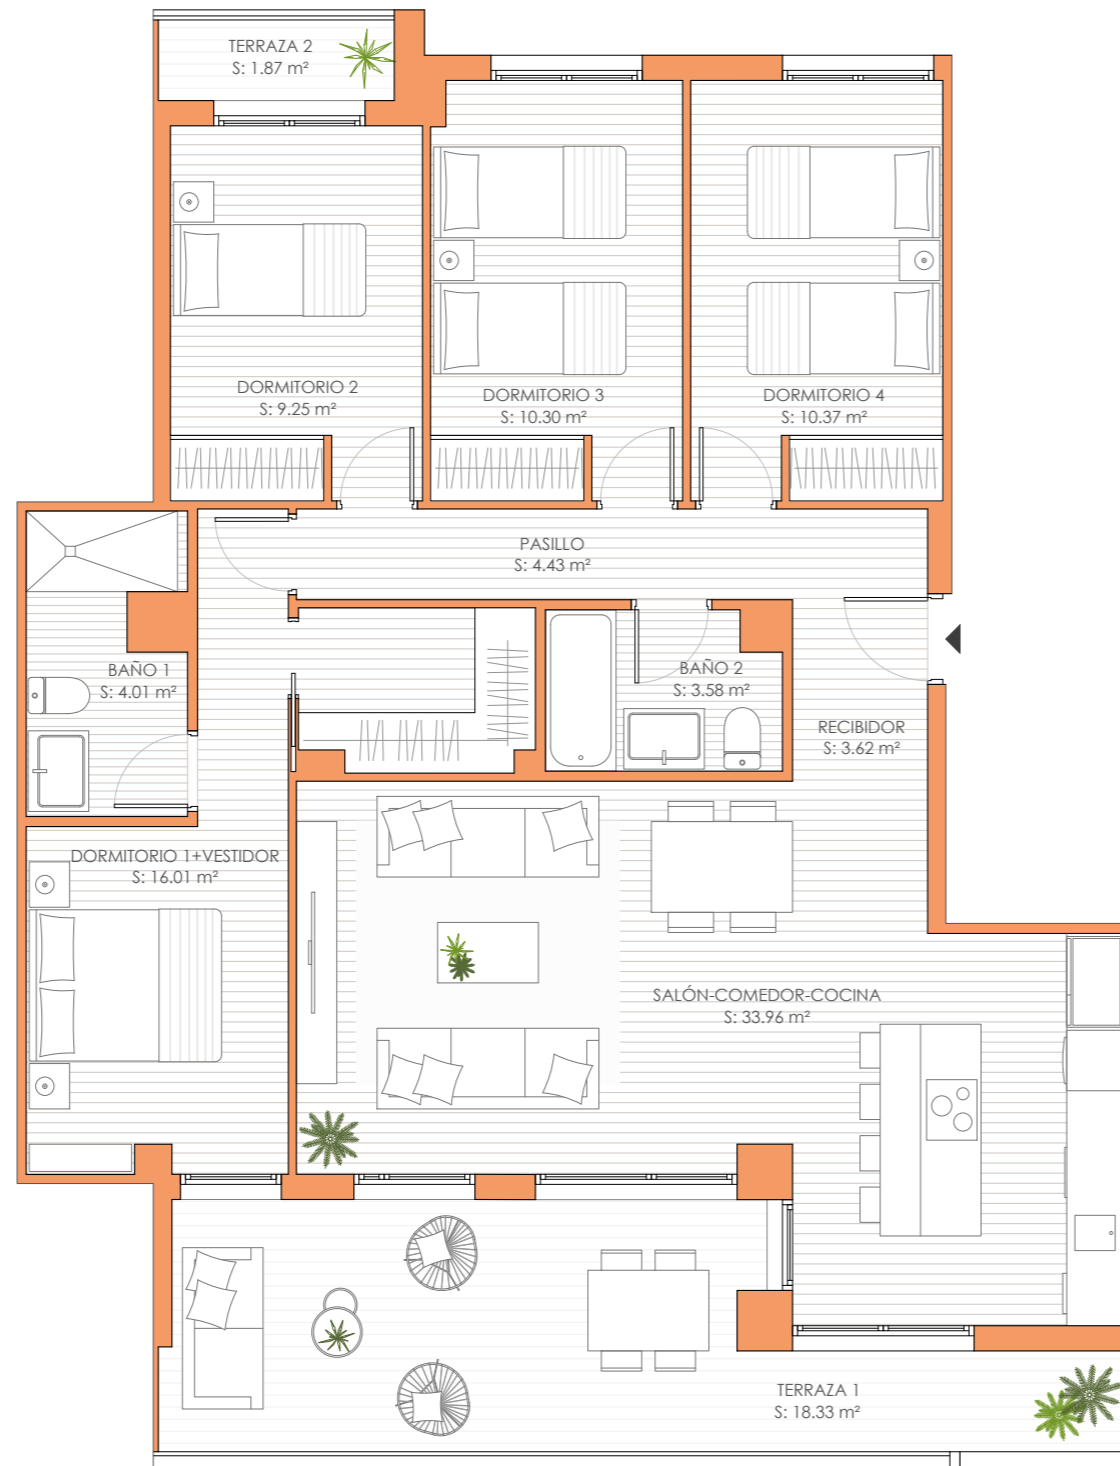 TERRAZA 2
S: 1.87 m²
DORMITORIO 2
S: 9.25 m²
DORMITORIO 3
S: 10.30 m²
DORMITORIO 4
S: 10.37 m²
PASILLO
S: 4.43 m²
BAÑO 1
S: 4.01 m²
BAÑO 2
S: 3.58 m²
RECIBIDOR
S: 3.62 m²
DORMITORIO 1+VESTIDOR
S: 16.01 m²
SALÓN-COMEDOR-COCINA
S: 33.96 m²
TERRAZA 1
S: 18.33 m²